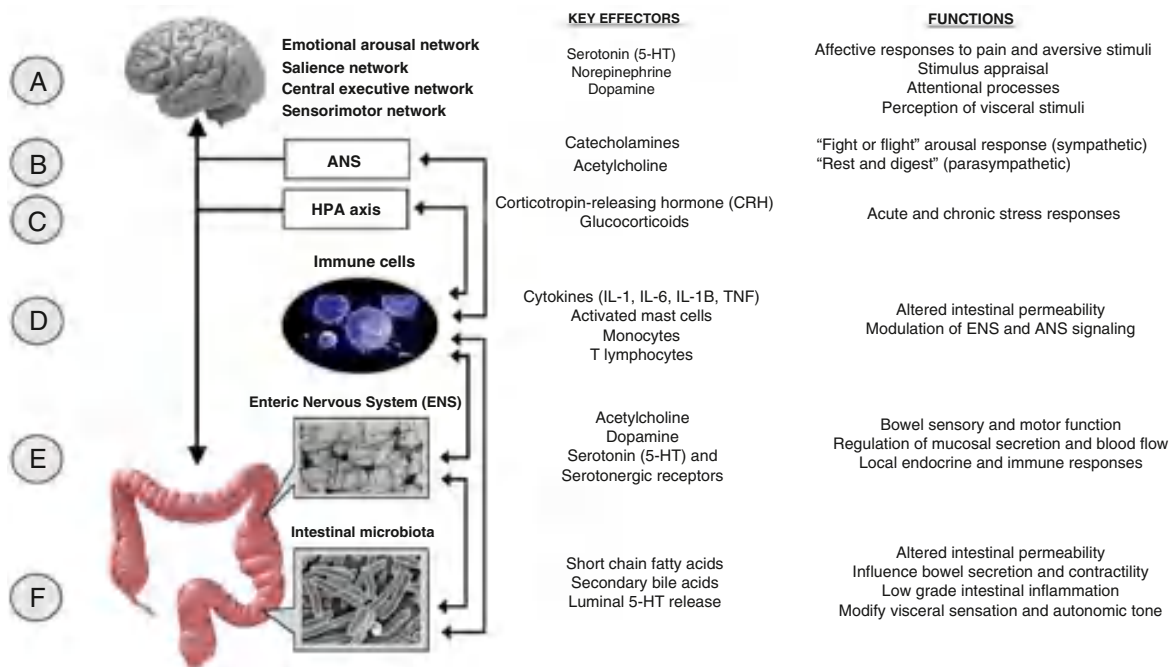 KEY EFFECTORS
FUNCTIONS
A
Emotional arousal network
Salience network
Central executive network
Sensorimotor network
Serotonin (5-HT)
Norepinephrine
Dopamine
Affective responses to pain and aversive stimuli
Stimulus appraisal
Attentional processes
Perception of visceral stimuli
B
ANS
Catecholamines
Acetylcholine
“Fight or flight” arousal response (sympathetic)
“Rest and digest” (parasympathetic)
C
HPA axis
Corticotropin-releasing hormone (CRH)
Glucocorticoids
Acute and chronic stress responses
D
Immune cells
Cytokines (IL-1, IL-6, IL-1B, TNF)
Activated mast cells
Monocytes
T lymphocytes
Altered intestinal permeability
Modulation of ENS and ANS signaling
E
Enteric Nervous System (ENS)
Acetylcholine
Dopamine
Serotonin (5-HT) and
Serotonergic receptors
Bowel sensory and motor function
Regulation of mucosal secretion and blood flow
Local endocrine and immune responses
F
Intestinal microbiota
Short chain fatty acids
Secondary bile acids
Luminal 5-HT release
Altered intestinal permeability
Influence bowel secretion and contractility
Low grade intestinal inflammation
Modify visceral sensation and autonomic tone